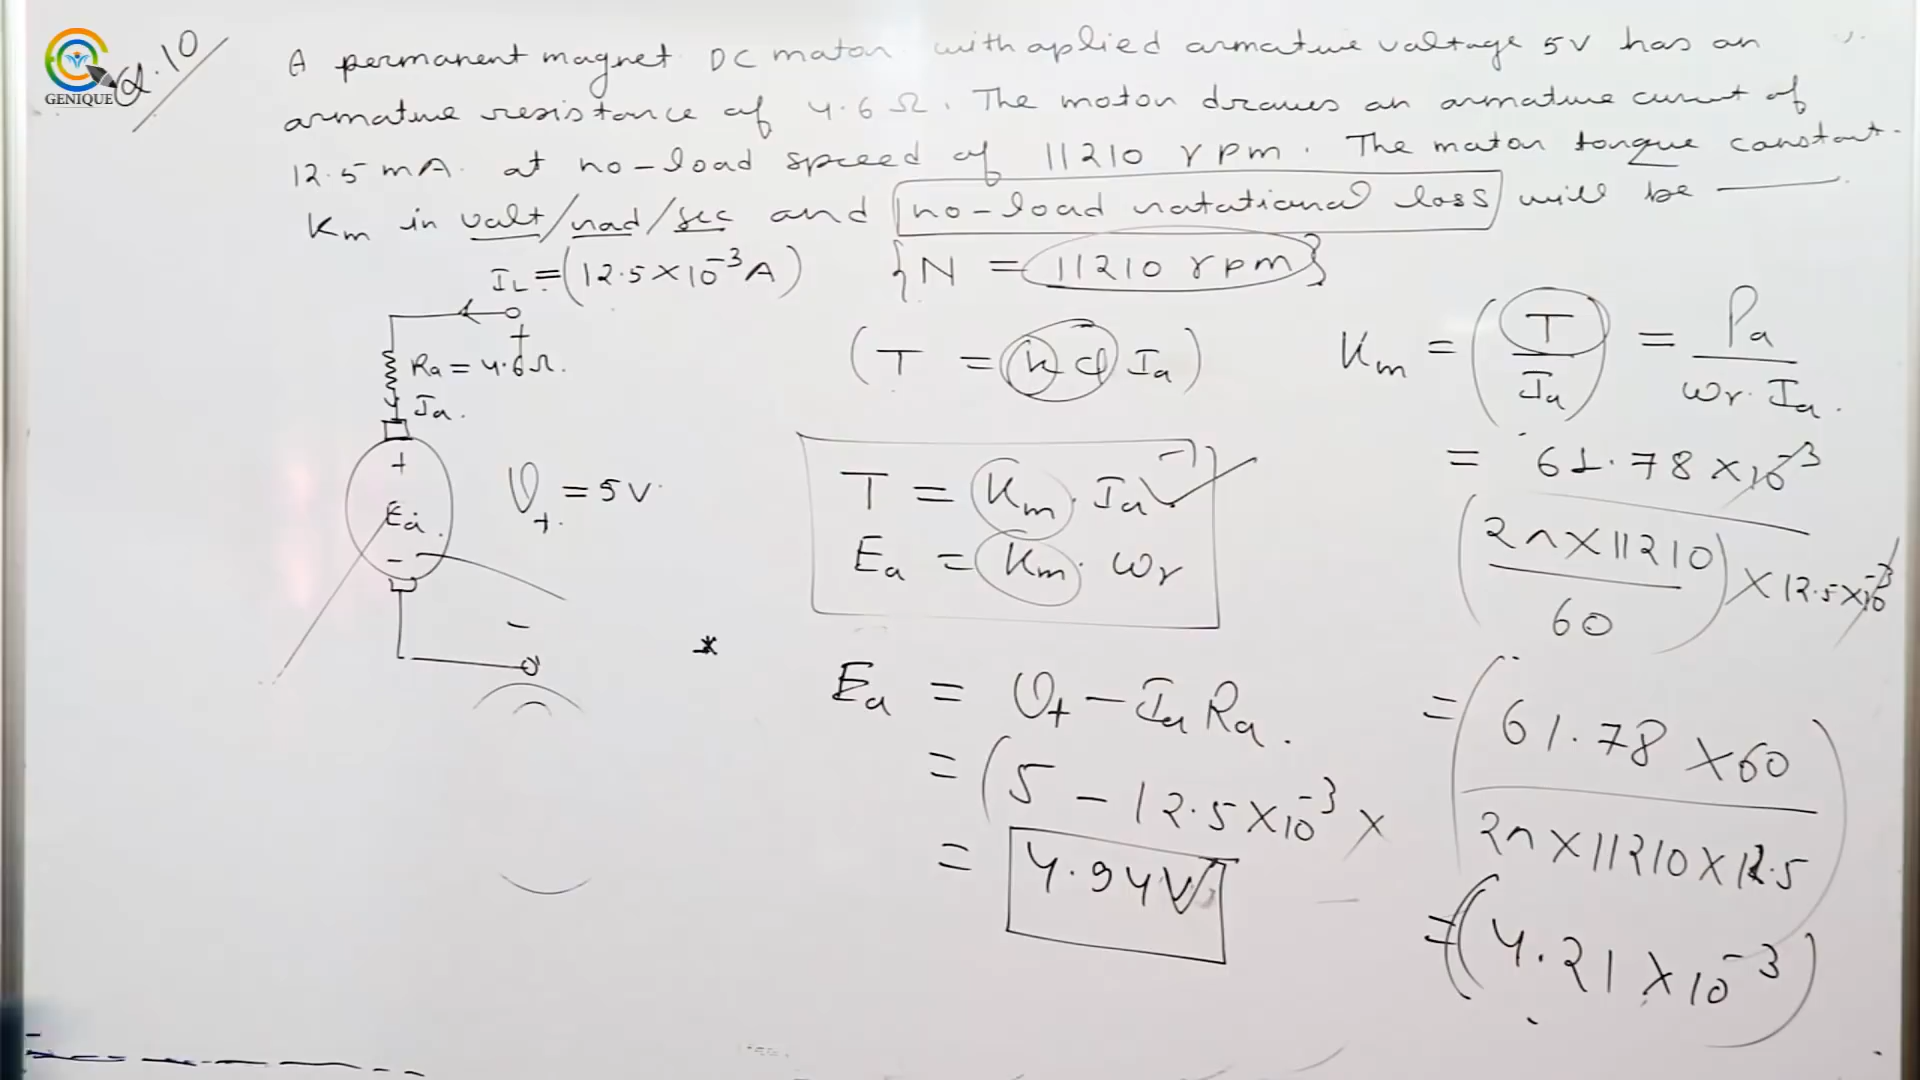 GENIQUE
Q.10
A permanent magnet DC motor with aplied armature voltage 5V has an
armature resistance of 4.6 Ω. The motor draws an armature current of
12.5 mA. at no-load speed of 11210 rpm. The motor torque constant
Km in volt/rad/sec and no-load rotational loss will be ____.
IL = (12.5×10⁻³ A) {N = 11210 rpm}
+
Ra = 4.6Ω.
Ia.
+
Ea
-
Vt = 5V
-
(T = kφ Ia)
T = Km. Ia
Ea = Km. ωr
*
Ea = Vt - Ia Ra.
= (5 - 12.5×10⁻³ ×
= 4.94V
Km = (T/Ia) = Pa/ωr. Ia.
= 61.78 × 10⁻³
(2π×11210/60) × 12.5×10⁻³
= (61.78 × 60
2π×11210×12.5)
= (4.21 × 10⁻³)